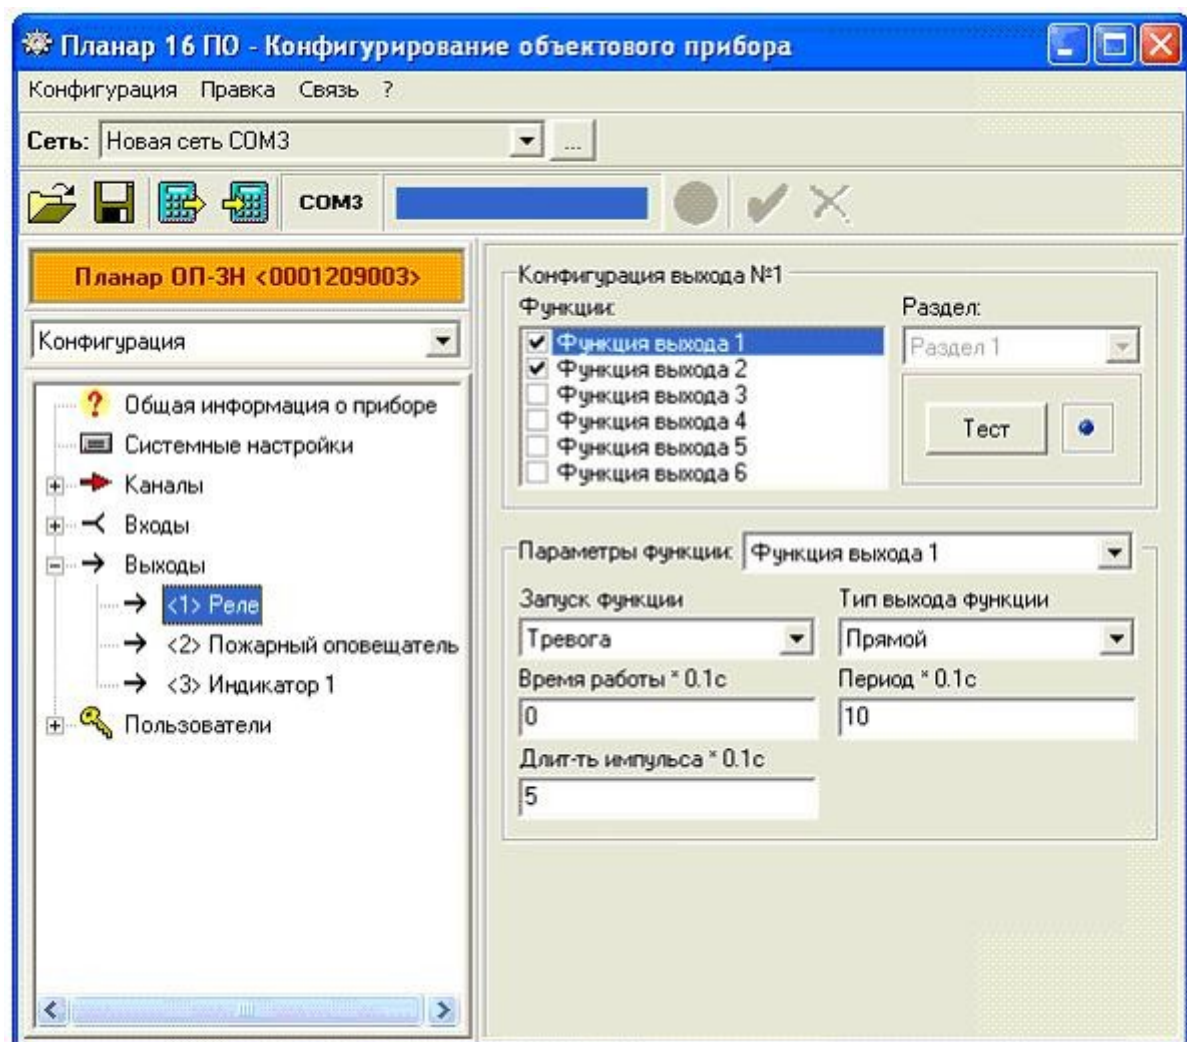 Планар 16 ПО - Конфигурирование объектового прибора
Конфигурация Правка Связь ?
Сеть: Новая сеть COM3 ...
COM3
Планар ОП-3Н <0001209003>
Конфигурация
Общая информация о приборе
Системные настройки
Каналы
Входы
Выходы
<1> Реле
<2> Пожарный оповещатель
<3> Индикатор 1
Пользователи
Конфигурация выхода №1
Функции:
Функция выхода 1
Функция выхода 2
Функция выхода 3
Функция выхода 4
Функция выхода 5
Функция выхода 6
Раздел:
Раздел 1
Тест
Параметры функции: Функция выхода 1
Запуск функции
Тревога
Тип выхода функции
Прямой
Время работы * 0.1с
0
Период * 0.1с
10
Длит-ть импульса * 0.1с
5